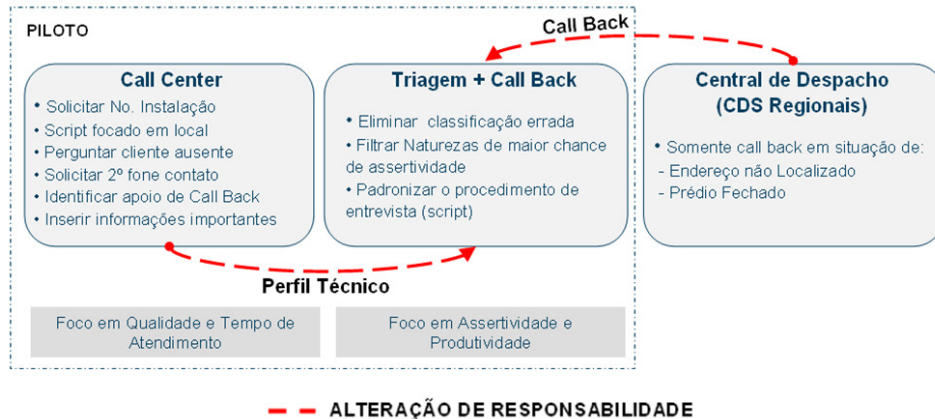 Call Back
PILOTO
Call Center
• Solicitar No. Instalação
• Script focado em local
• Perguntar cliente ausente
• Solicitar 2º fone contato
• Identificar apoio de Call Back
• Inserir informações importantes
Triagem + Call Back
• Eliminar classificação errada
• Filtrar Naturezas de maior chance
de assertividade
• Padronizar o procedimento de
entrevista (script)
Central de Despacho
(CDS Regionais)
• Somente call back em situação de:
- Endereço não Localizado
- Prédio Fechado
Perfil Técnico
Foco em Qualidade e Tempo de
Atendimento
Foco em Assertividade e
Produtividade
ALTERAÇÃO DE RESPONSABILIDADE